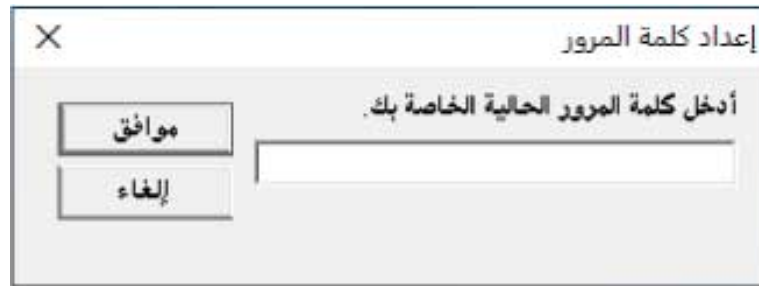 إعداد كلمة المرور
أدخل كلمة المرور الحالية الخاصة بك.
موافق
إلغاء